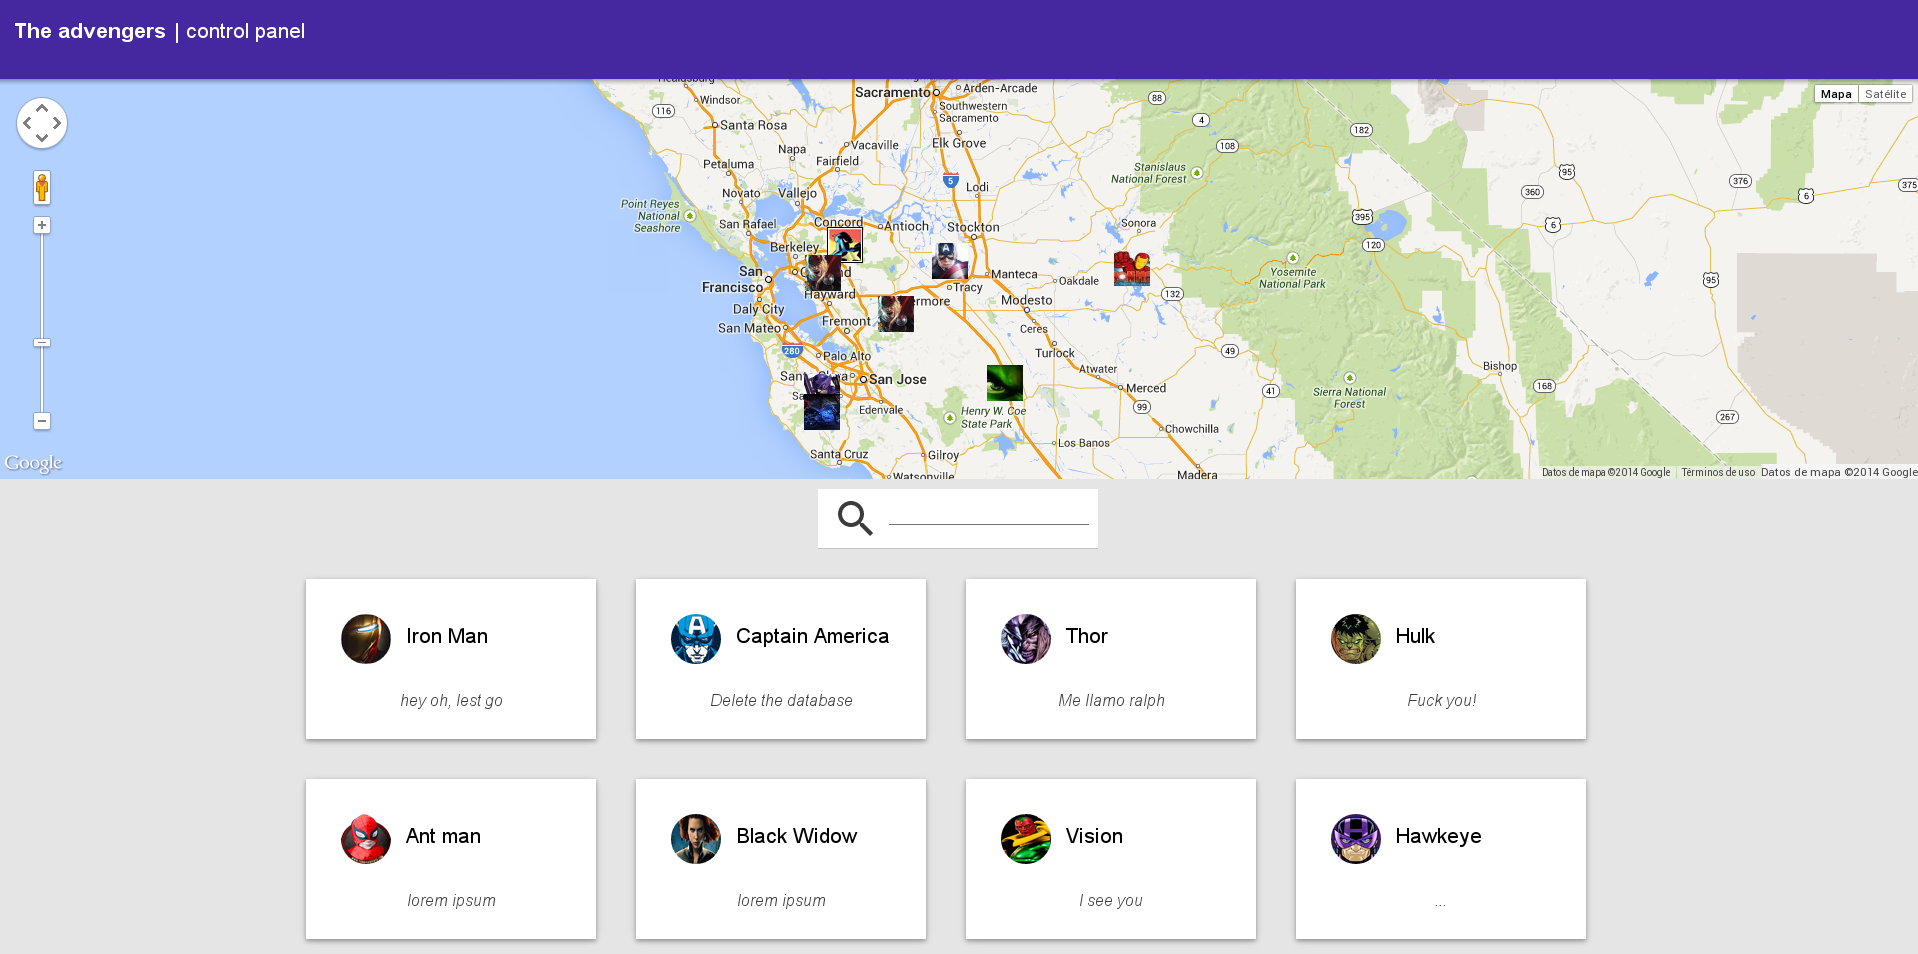 The advengers | control panel
Healdsburg
Windsor
116
Santa Rosa
Sacramento
Arden-Arcade
Southwestern
Sacramento
88
4
108
182
Mapa
Satélite
Napa
Vacaville
Fairfield
Elk Grove
Petaluma
Novato
Vallejo
5
Lodi
Stanislaus
National Forest
95
376
375
360
6
6
Point Reyes
National
Seashore
San Rafael
Concord
Antioch
Stockton
Sonora
395
120
Berkeley
San
Francisco
Manteca
Oakdale
Yosemite
National Park
95
95
Hayward
Tracy
132
Daly City
Modesto
San Mateo
Fremont
Ceres
280
Palo Alto
Turlock
49
Bishop
San Jose
Atwater
Merced
41
168
Sierra National
Forest
Edenvale
Henry W. Coe
State Park
99
267
Chowchilla
Los Banos
Santa Cruz
Gilroy
Watsonville
Madera
Google
Datos de mapa ©2014 Google
Términos de uso
Datos de mapa ©2014 Google
Iron Man
hey oh, lest go
Captain America
Delete the database
Thor
Me llamo ralph
Hulk
Fuck you!
Ant man
lorem ipsum
Black Widow
lorem ipsum
Vision
I see you
Hawkeye
...